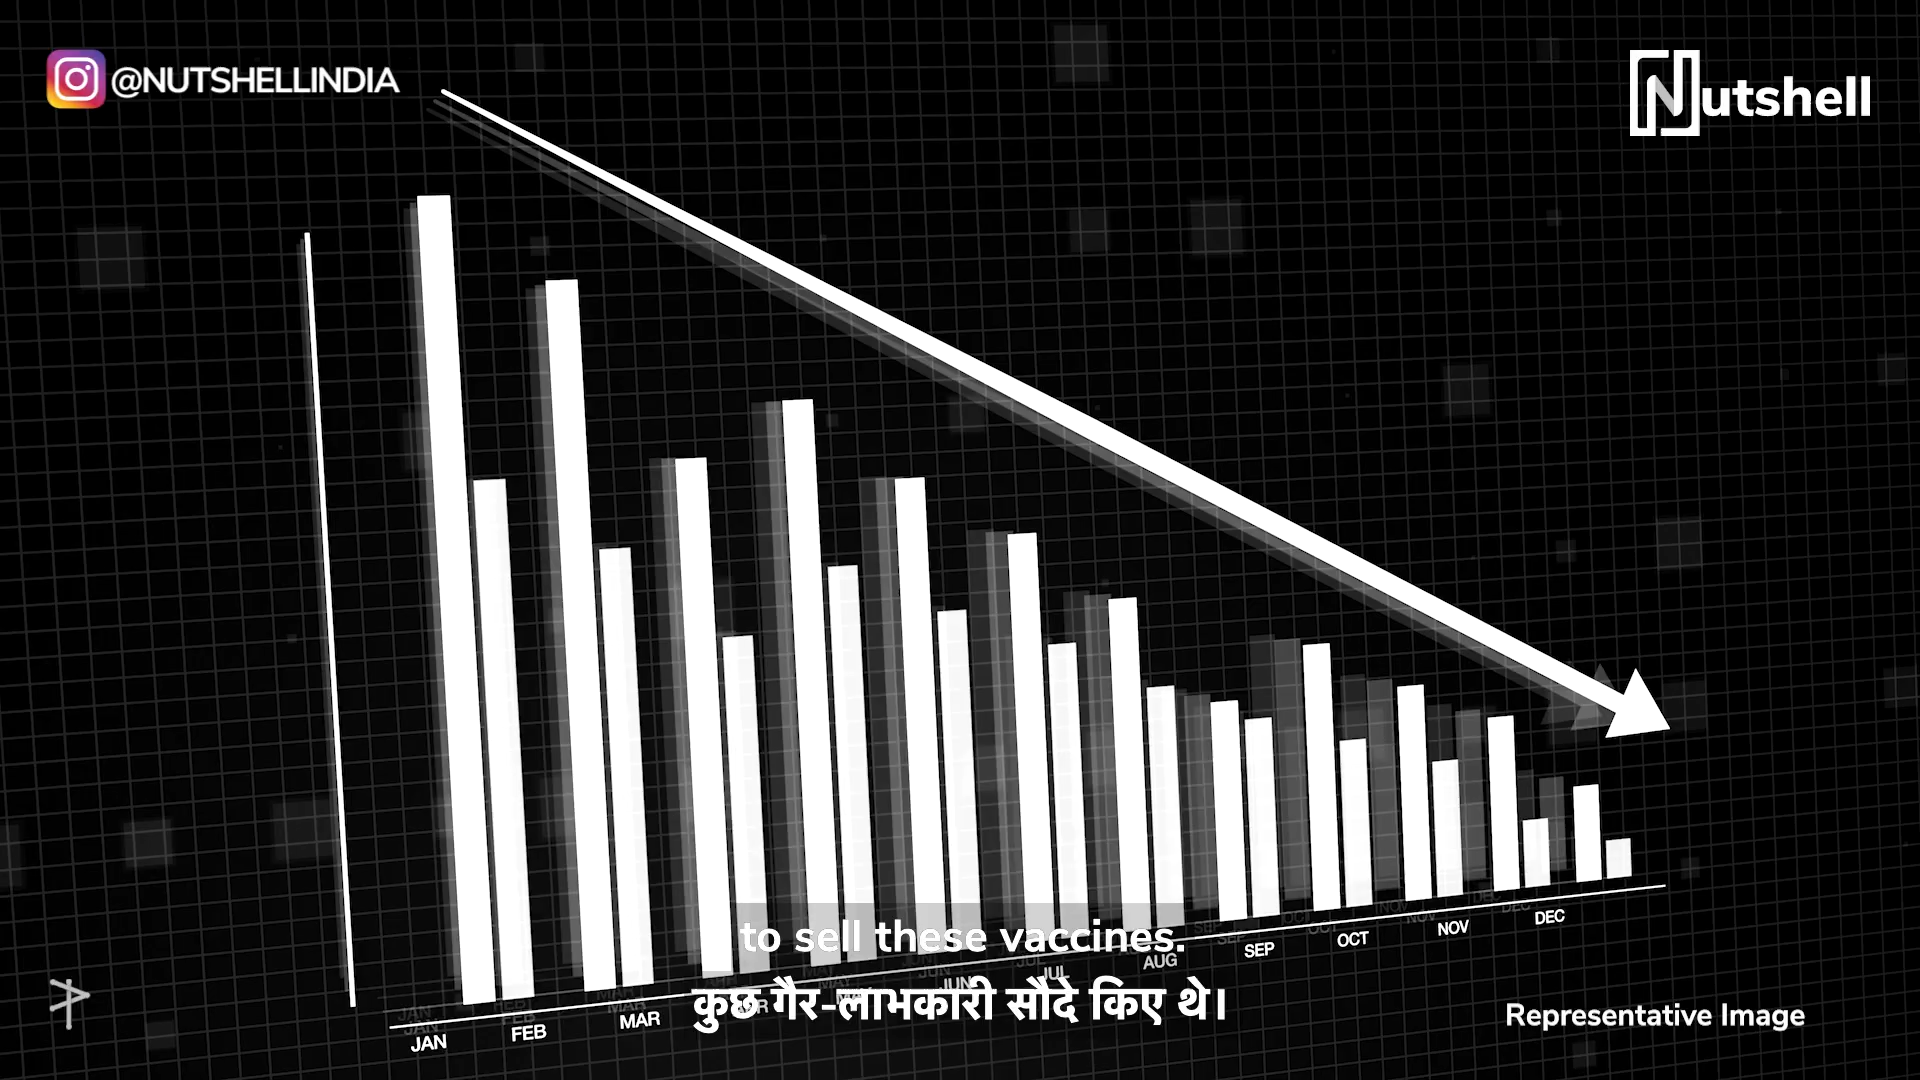 @NUTSHELLINDIA
Nutshell
to sell these vaccines.
कुछ गैर-लाभकारी सौदे किए थे।
JAN
FEB
MAR
JUN
JUL
AUG
SEP
OCT
NOV
DEC
Representative Image